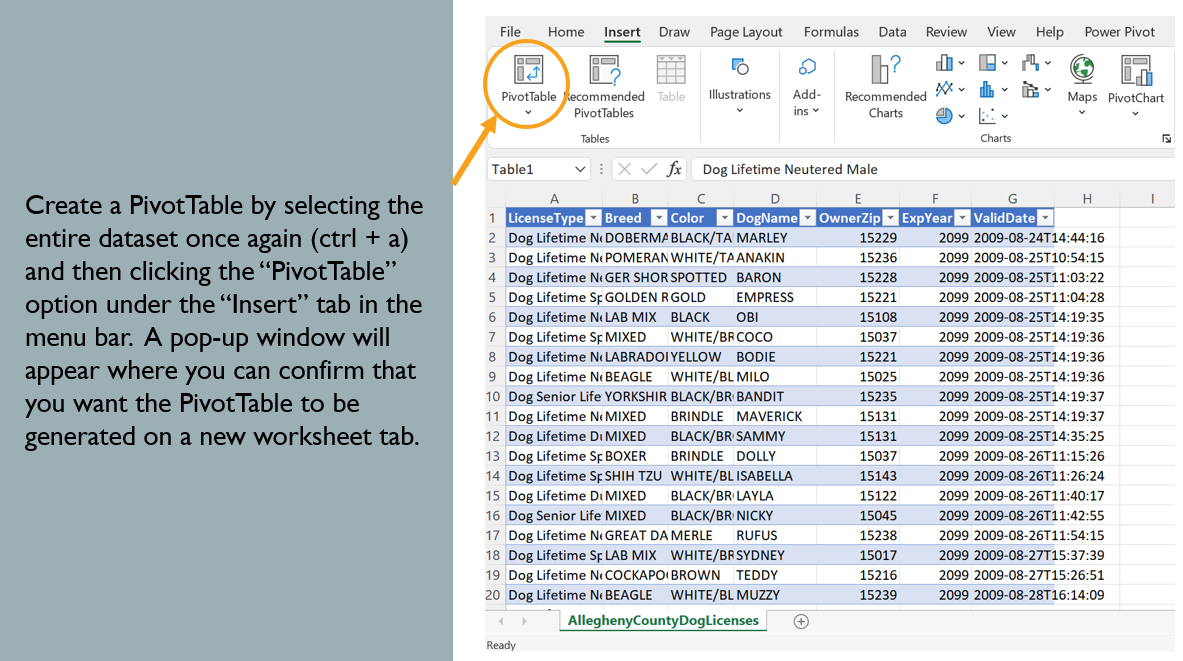 Create a PivotTable by selecting the
entire dataset once again (ctrl + a)
and then clicking the “PivotTable”
option under the “Insert” tab in the
menu bar.  A pop-up window will
appear where you can confirm that
you want the PivotTable to be
generated on a new worksheet tab.
File Home Insert Draw Page Layout Formulas Data Review View Help Power Pivot
PivotTable
Recommended
PivotTables
Table
Tables
Illustrations
Add-
ins
Recommended
Charts
Maps
PivotChart
Charts
Table1 fx Dog Lifetime Neutered Male
A B C D E F G H I
1 LicenseType Breed Color DogName OwnerZip ExpYear ValidDate
2 Dog Lifetime Ne DOBERMA BLACK/TA MARLEY 15229 2099 2009-08-24T14:44:16
3 Dog Lifetime Ne POMERAN WHITE/TA ANAKIN 15236 2099 2009-08-25T10:54:15
4 Dog Lifetime Ne GER SHOR SPOTTED BARON 15228 2099 2009-08-25T11:03:22
5 Dog Lifetime Sp GOLDEN R GOLD EMPRESS 15221 2099 2009-08-25T11:04:28
6 Dog Lifetime Ne LAB MIX BLACK OBI 15108 2099 2009-08-25T14:19:35
7 Dog Lifetime Sp MIXED WHITE/BR COCO 15037 2099 2009-08-25T14:19:36
8 Dog Lifetime Ne LABRADOR YELLOW BODIE 15221 2099 2009-08-25T14:19:36
9 Dog Lifetime Ne BEAGLE WHITE/BL MILO 15025 2099 2009-08-25T14:19:36
10 Dog Senior Life YORKSHIR BLACK/BR BANDIT 15235 2099 2009-08-25T14:19:37
11 Dog Lifetime Ne MIXED BRINDLE MAVERICK 15131 2099 2009-08-25T14:19:37
12 Dog Lifetime Du MIXED BLACK/BR SAMMY 15131 2099 2009-08-25T14:35:25
13 Dog Lifetime Sp BOXER BRINDLE DOLLY 15037 2099 2009-08-26T11:15:26
14 Dog Lifetime Sp SHIH TZU WHITE/BL ISABELLA 15143 2099 2009-08-26T11:26:24
15 Dog Lifetime Du MIXED BLACK/BR LAYLA 15122 2099 2009-08-26T11:40:17
16 Dog Senior Life MIXED BLACK/BR NICKY 15045 2099 2009-08-26T11:42:55
17 Dog Lifetime Ne GREAT DA MERLE RUFUS 15238 2099 2009-08-26T11:54:15
18 Dog Lifetime Sp LAB MIX WHITE/BR SYDNEY 15017 2099 2009-08-27T15:37:39
19 Dog Lifetime Ne COCKAPO BROWN TEDDY 15216 2099 2009-08-27T15:26:51
20 Dog Lifetime Ne BEAGLE WHITE/BL MUZZY 15239 2099 2009-08-28T16:14:09
AlleghenyCountyDogLicenses
Ready